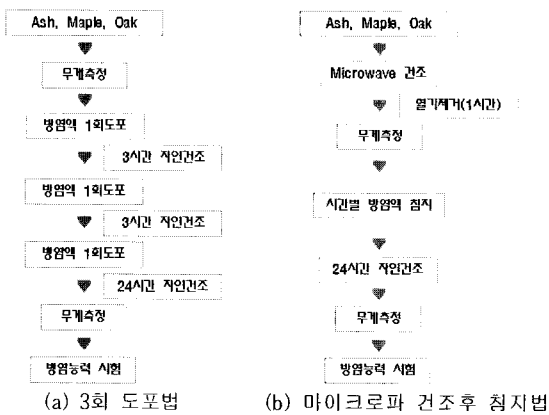 Ash, Maple, Oak
무게측정
방염액 1회도포
3시간 자연건조
방염액 1회도포
3시간 자연건조
방염액 1회도포
24시간 자연건조
무게측정
방염능력 시험
(a) 3회 도포법
Ash, Maple, Oak
Microwave 건조
열기제거(1시간)
무게측정
시간별 방염액 침지
24시간 자연건조
무게측정
방염능력 시험
(b) 마이크로파 건조후 침지법